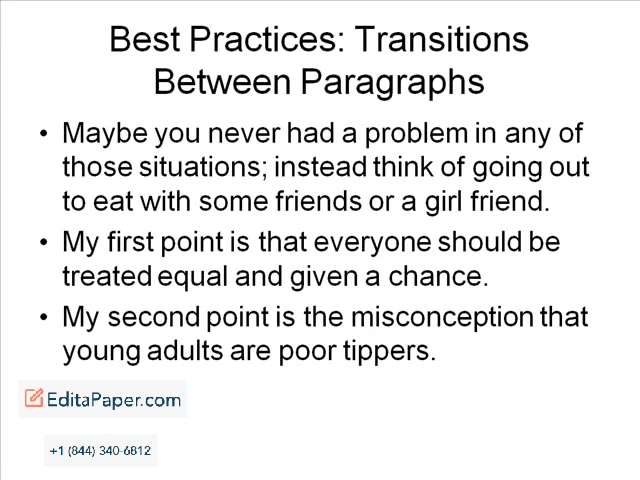 Best Practices: Transitions
Between Paragraphs
• Maybe you never had a problem in any of
those situations; instead think of going out
to eat with some friends or a girl friend.
• My first point is that everyone should be
treated equal and given a chance.
• My second point is the misconception that
young adults are poor tippers.
EditaPaper.com
+1 (844) 340-6812